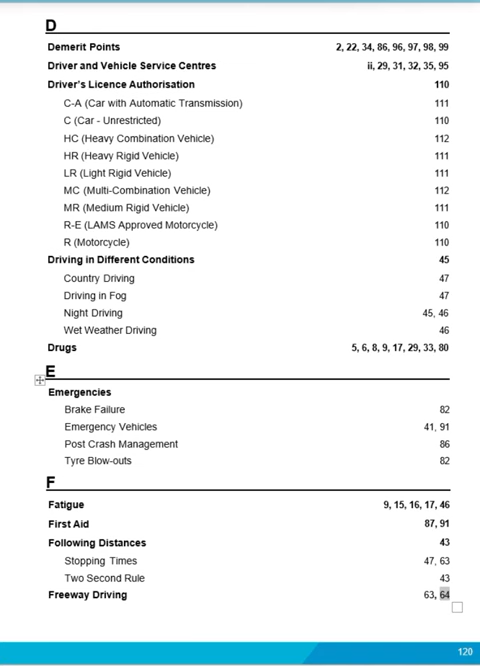 D
Demerit Points 2, 22, 34, 86, 96, 97, 98, 99
Driver and Vehicle Service Centres ii, 29, 31, 32, 35, 95
Driver's Licence Authorisation 110
C-A (Car with Automatic Transmission) 111
C (Car - Unrestricted) 110
HC (Heavy Combination Vehicle) 112
HR (Heavy Rigid Vehicle) 111
LR (Light Rigid Vehicle) 111
MC (Multi-Combination Vehicle) 112
MR (Medium Rigid Vehicle) 111
R-E (LAMS Approved Motorcycle) 110
R (Motorcycle) 110
Driving in Different Conditions 45
Country Driving 47
Driving in Fog 47
Night Driving 45, 46
Wet Weather Driving 46
Drugs 5, 6, 8, 9, 17, 29, 33, 80
E
Emergencies
Brake Failure 82
Emergency Vehicles 41, 91
Post Crash Management 86
Tyre Blow-outs 82
F
Fatigue 9, 15, 16, 17, 46
First Aid 87, 91
Following Distances 43
Stopping Times 47, 63
Two Second Rule 43
Freeway Driving 63, 64
120